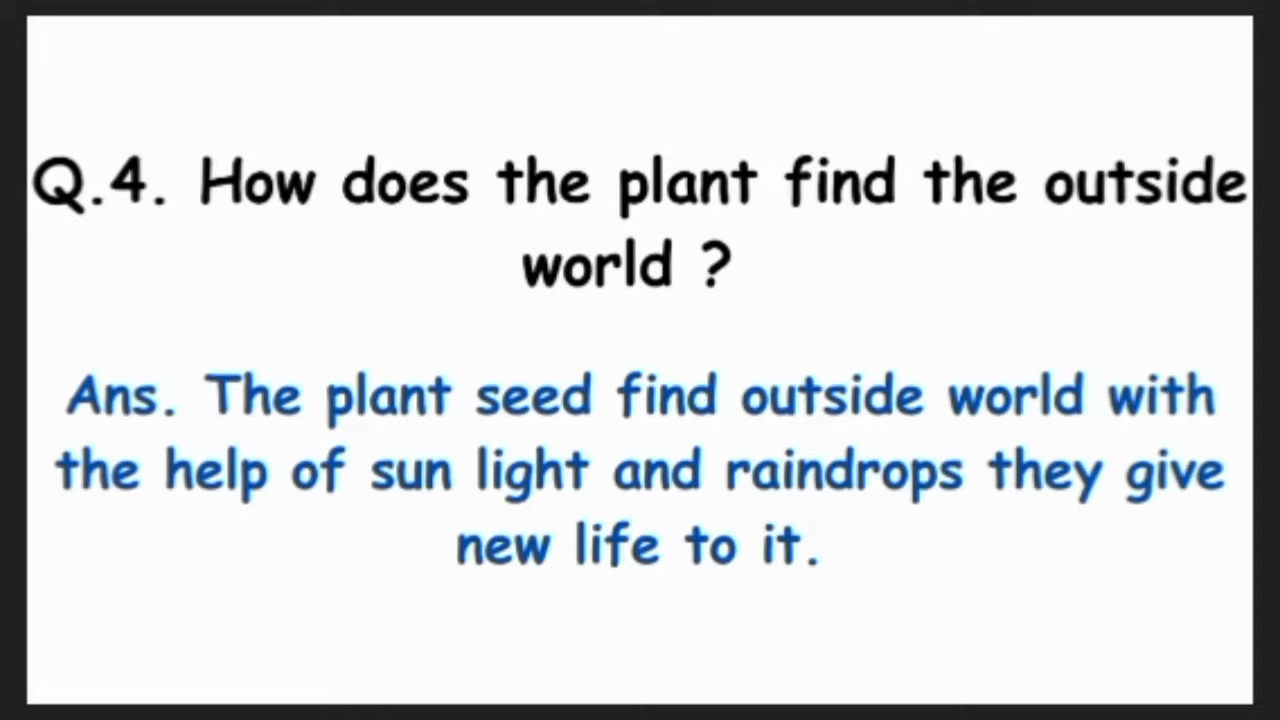 Q.4. How does the plant find the outside
world ?
Ans. The plant seed find outside world with
the help of sun light and raindrops they give
new life to it.